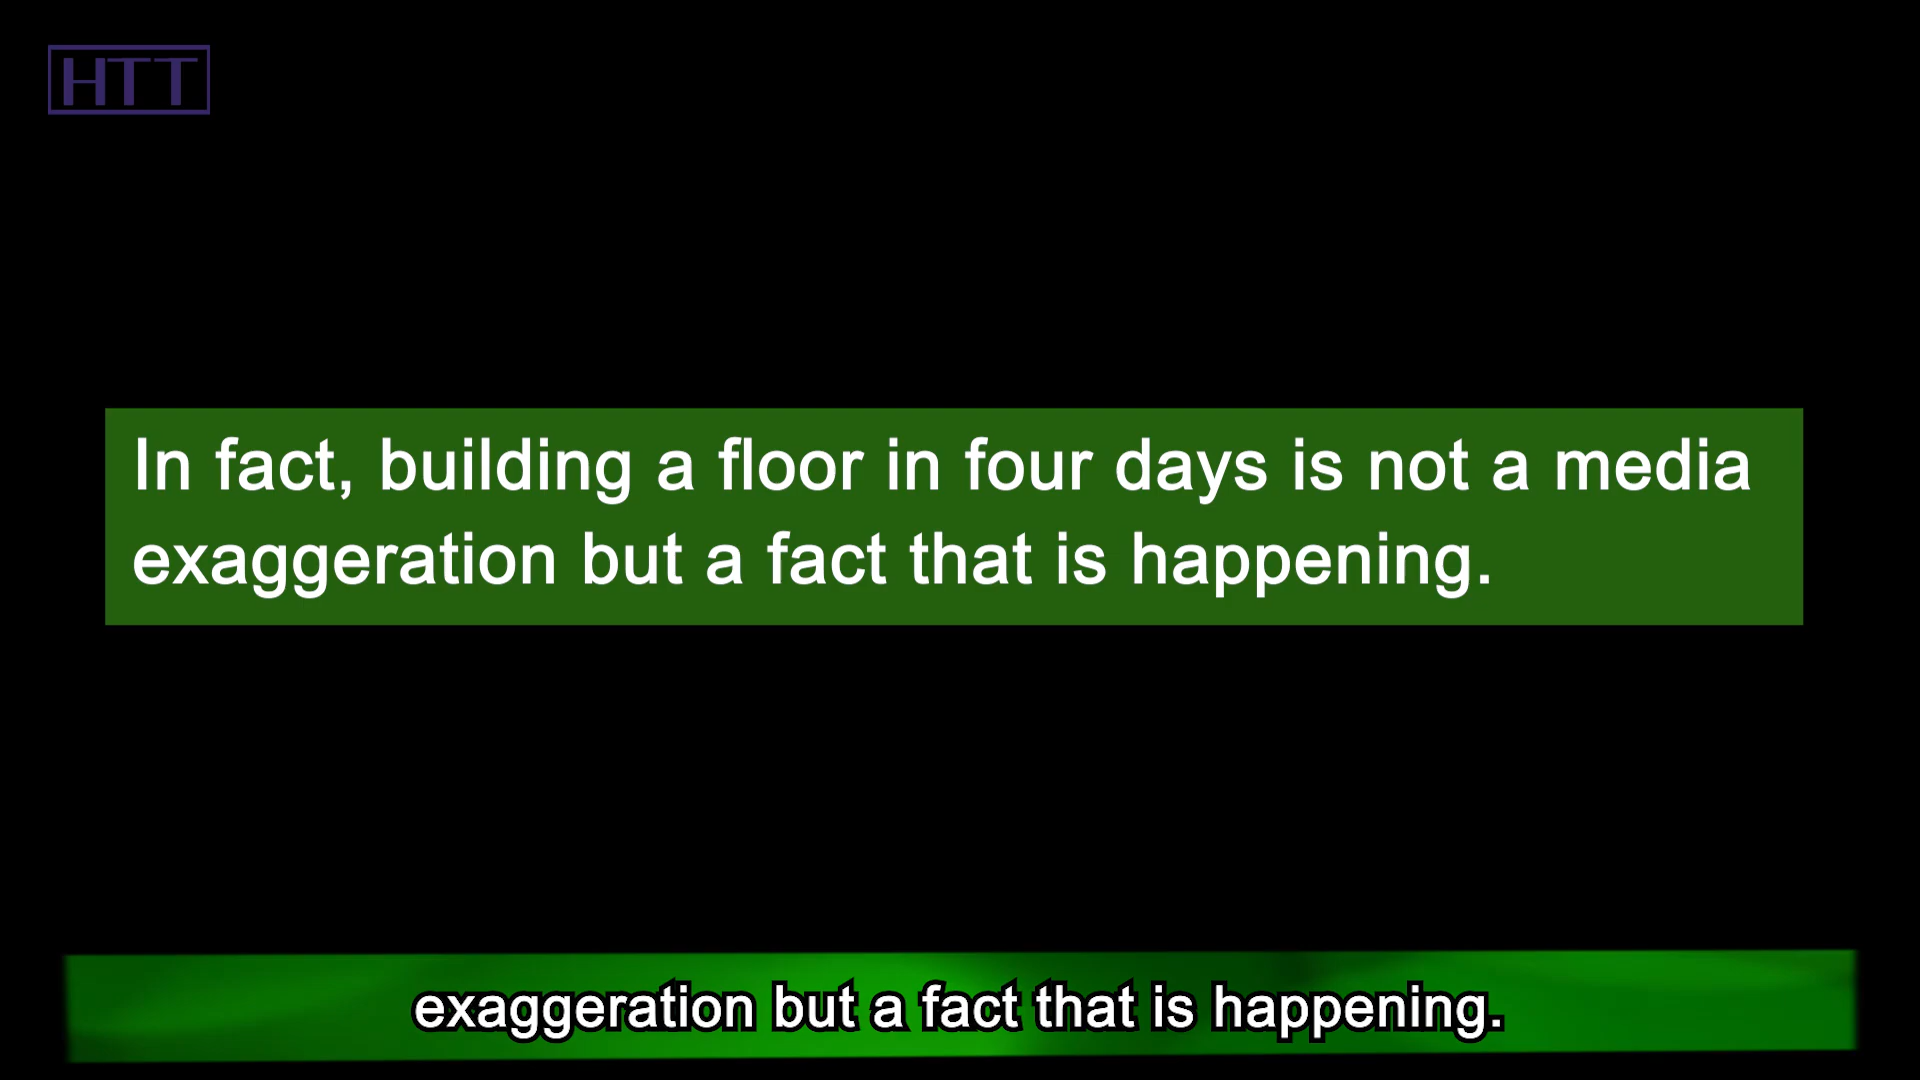 HTT
In fact, building a floor in four days is not a media
exaggeration but a fact that is happening.
exaggeration but a fact that is happening.